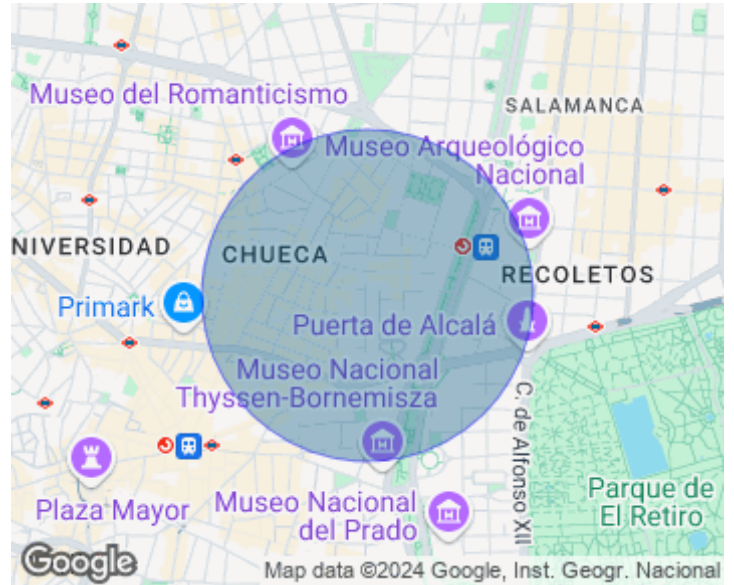 Museo del Romanticismo
SALAMANCA
Museo Arqueológico
Nacional
NIVERSIDAD
CHUECA
RECOLETOS
Primark
Puerta de Alcalá
Museo Nacional
Thyssen-Bornemisza
C. de Alfonso XII
Plaza Mayor
Museo Nacional
del Prado
Parque de
El Retiro
Google
Map data ©2024 Google, Inst. Geogr. Nacional